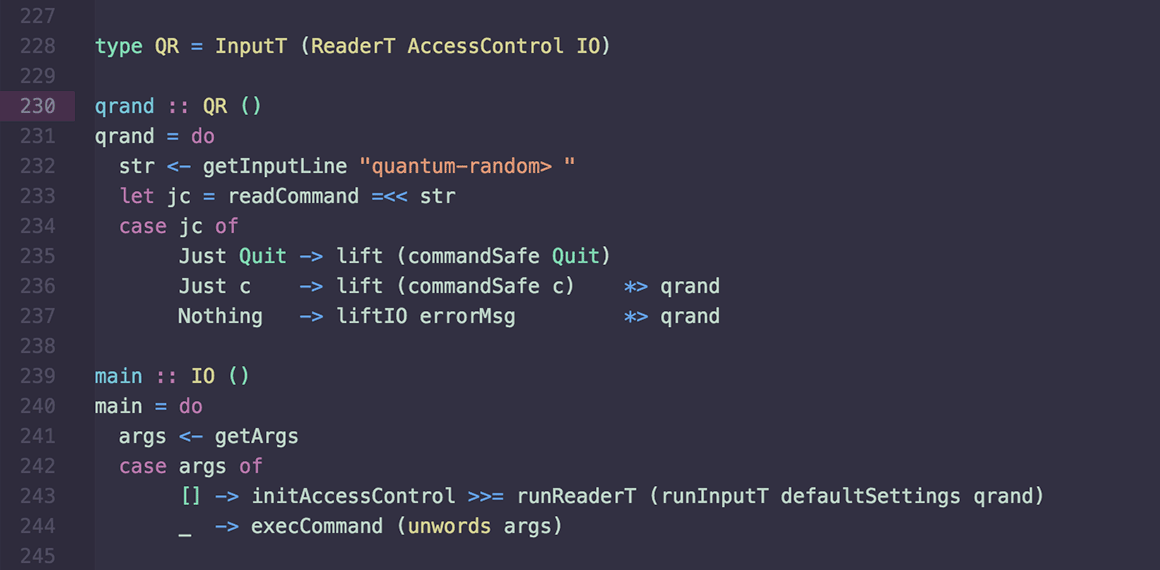 227
228 type QR = InputT (ReaderT AccessControl IO)
229
230 qrand :: QR ()
231 qrand = do
232   str <- getInputLine "quantum-random> "
233   let jc = readCommand =<< str
234   case jc of
235        Just Quit -> lift (commandSafe Quit)
236        Just c    -> lift (commandSafe c)    *> qrand
237        Nothing   -> liftIO errorMsg         *> qrand
238
239 main :: IO ()
240 main = do
241   args <- getArgs
242   case args of
243        [] -> initAccessControl >>= runReaderT (runInputT defaultSettings qrand)
244        _  -> execCommand (unwords args)
245